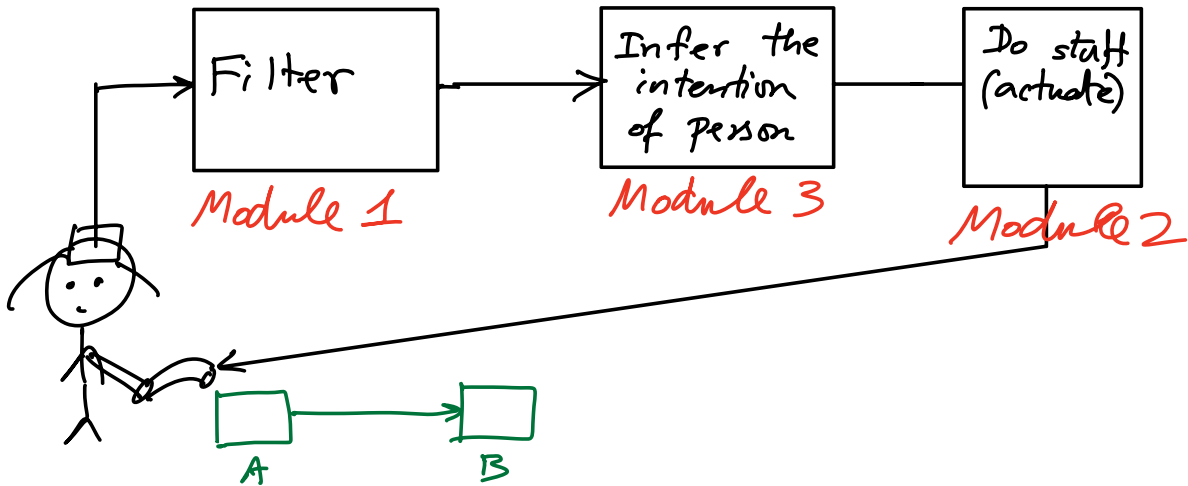 Filter
Module 1
Infer the
intention
of person
Module 3
Do stuff
(actuate)
Module 2
A
B